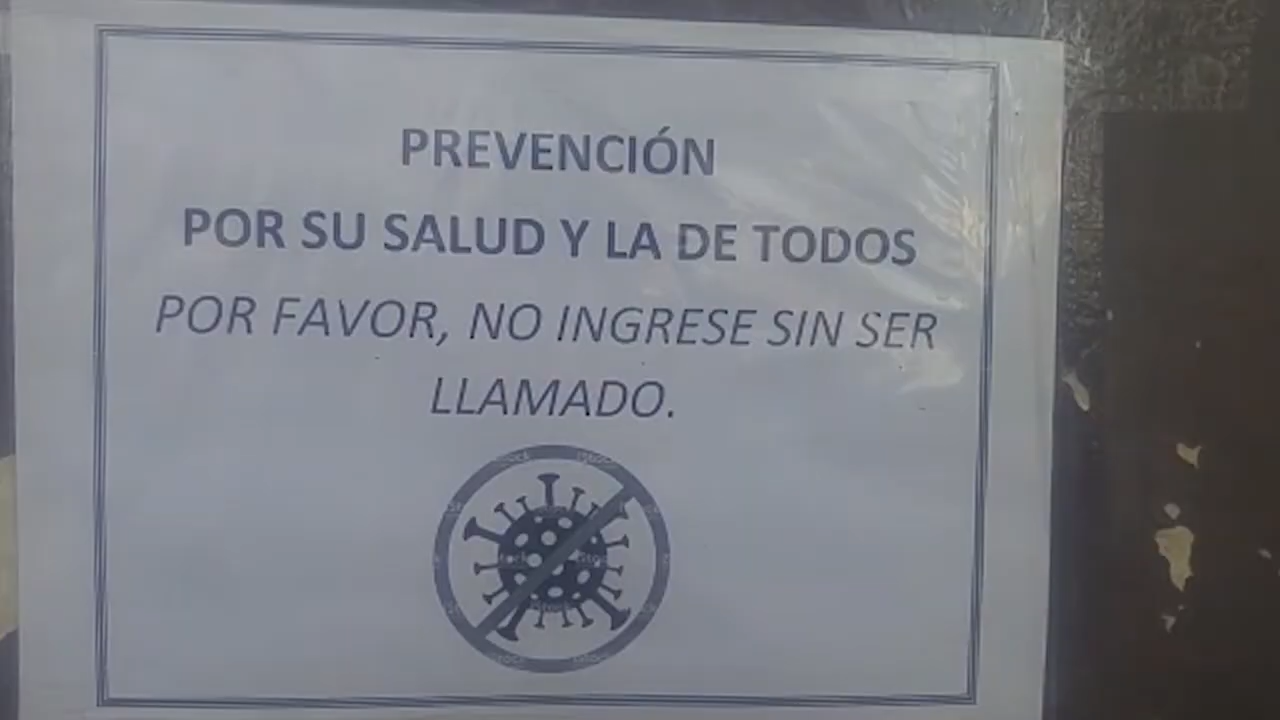 PREVENCIÓN
POR SU SALUD Y LA DE TODOS
POR FAVOR, NO INGRESE SIN SER
LLAMADO.